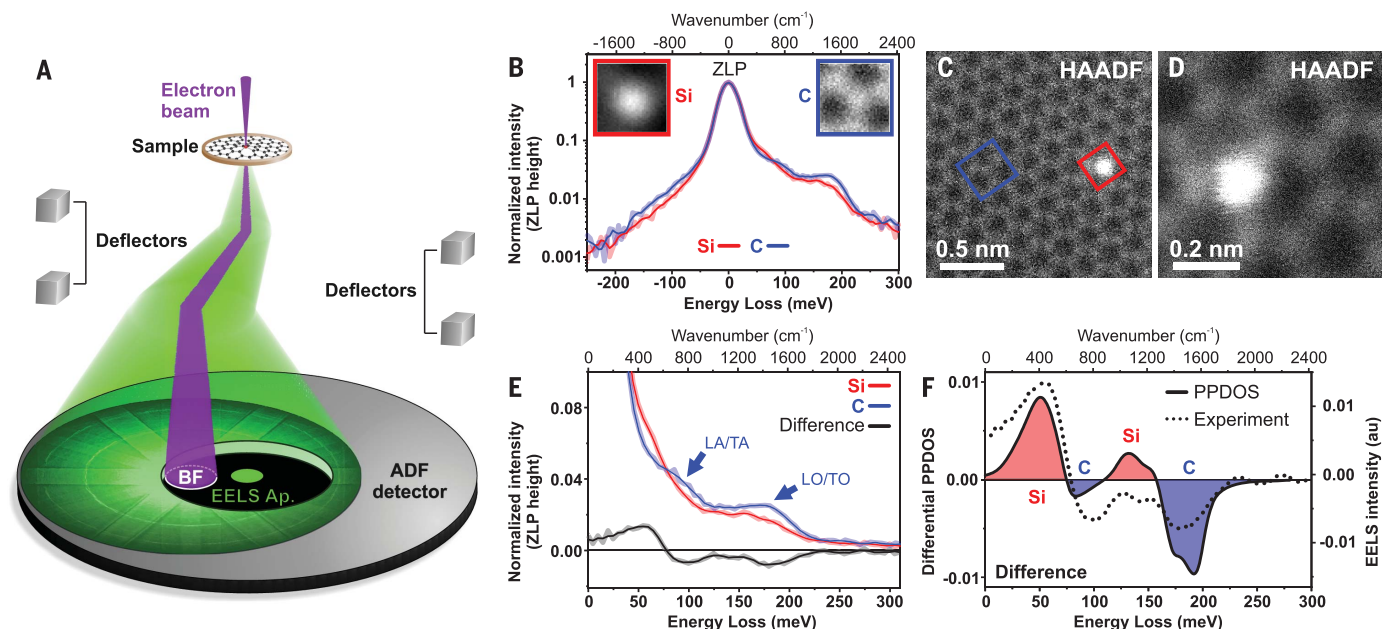 A
Electron
beam
Sample
Deflectors
Deflectors
BF
EELS Ap.
ADF
detector
B
Wavenumber (cm-1)
-1600 -800 0 800 1600 2400
Normalized intensity
(ZLP height)
1
0.1
0.01
0.001
ZLP
Si
C
Si C
-200 -100 0 100 200 300
Energy Loss (meV)
C
HAADF
0.5 nm
D
HAADF
0.2 nm
E
Wavenumber (cm-1)
0 400 800 1200 1600 2000 2400
Normalized intensity
(ZLP height)
0.08
0.04
0.00
Si
C
Difference
LA/TA
LO/TO
0 50 100 150 200 250 300
Energy Loss (meV)
F
Wavenumber (cm-1)
0 400 800 1200 1600 2000 2400
Differential PPDOS
0.01
0.00
-0.01
PPDOS
Experiment
Si
C
Si
C
Difference
0.01
0.00
-0.01
EELS intensity (au)
0 50 100 150 200 250 300
Energy Loss (meV)